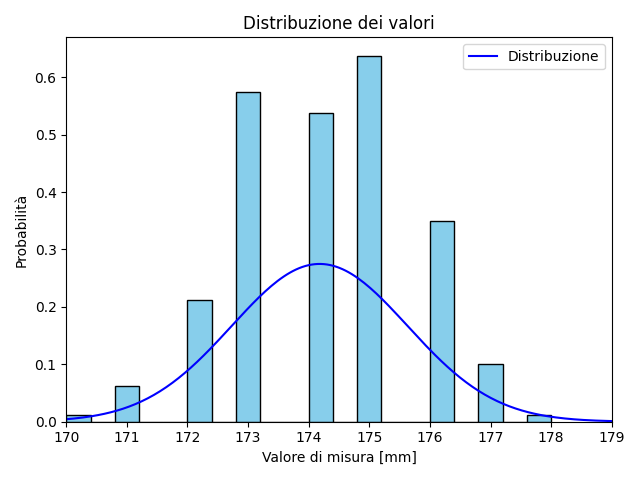 Distribuzione dei valori
Distribuzione
Probabilità
0.6
0.5
0.4
0.3
0.2
0.1
0.0
170 171 172 173 174 175 176 177 178 179
Valore di misura [mm]